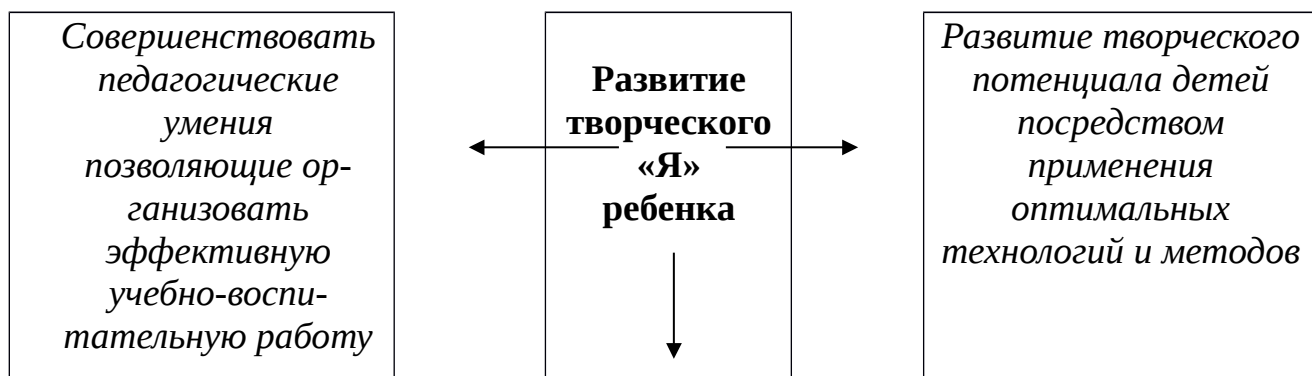 Совершенствовать
педагогические
умения
позволяющие ор-
ганизовать
эффективную
учебно-воспи-
тательную работу
Развитие
творческого
«Я»
ребенка
Развитие творческого
потенциала детей
посредством
применения
оптимальных
технологий и методов